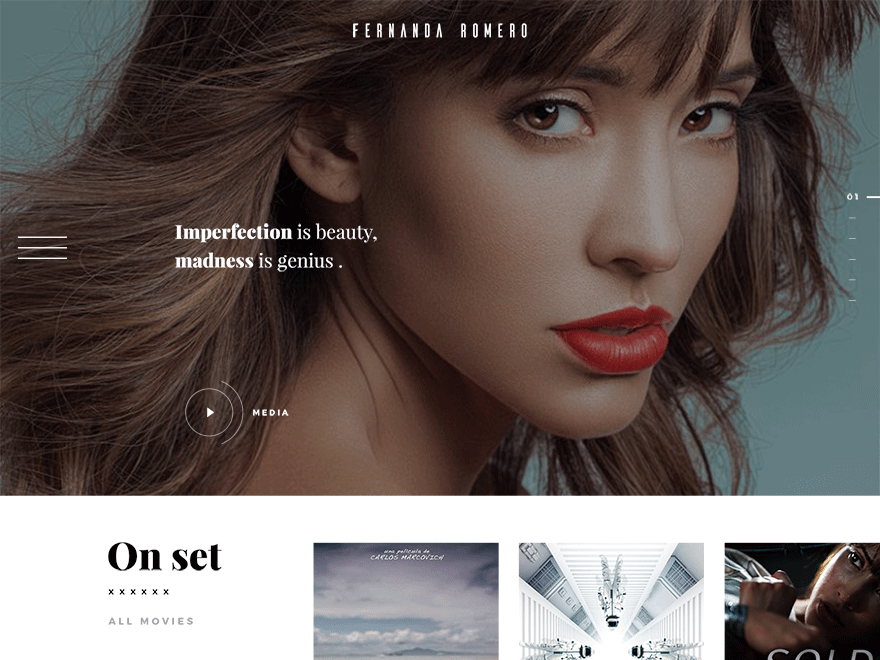 FERNANDA ROMERO
01
Imperfection is beauty,
madness is genius .
MEDIA
On set
xxxxxx
ALL MOVIES
una película de
CARLOS MARCOVICH
SOLD